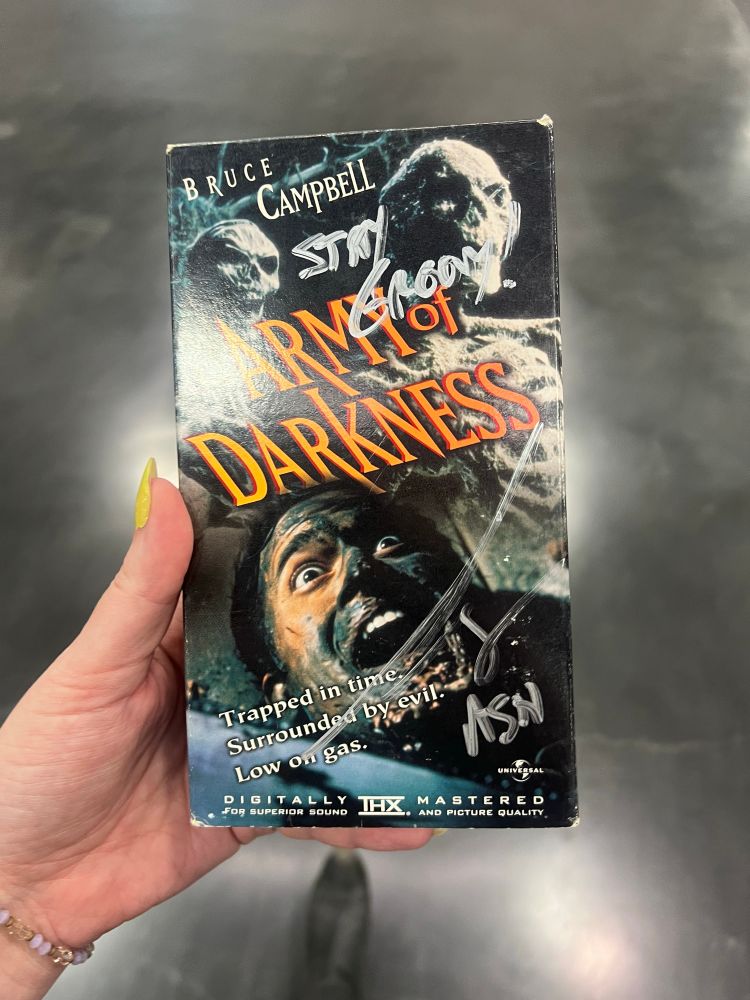 BRUCE
CAMPBELL
STAY
GROOVY!
ARMY of
DARKNESS
Trapped in time.
Surrounded by evil.
Low on gas.
ASH
UNIVERSAL
DIGITALLY THX MASTERED
FOR SUPERIOR SOUND AND PICTURE QUALITY